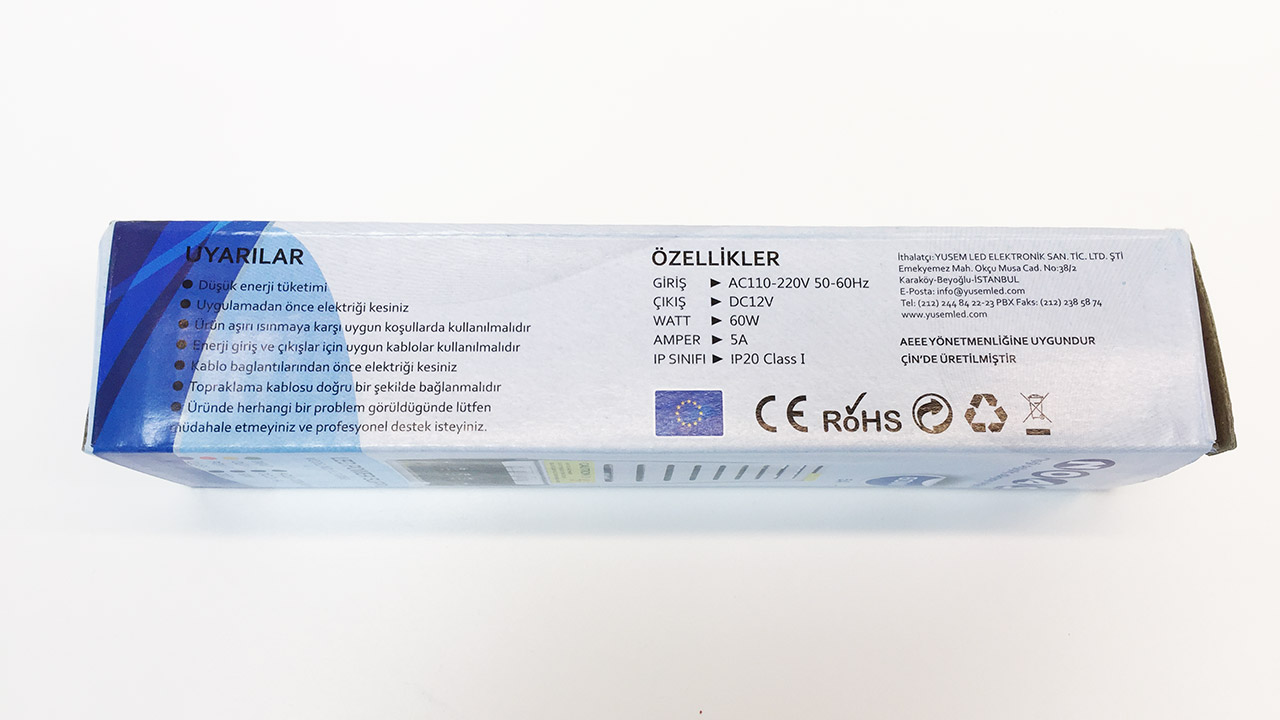 UYARILAR
Düşük enerji tüketimi
Uygulamadan önce elektriği kesiniz
Ürün aşırı ısınmaya karşı uygun koşullarda kullanılmalıdır
Enerji giriş ve çıkışlar için uygun kablolar kullanılmalıdır
Kablo baglantılarından önce elektriği kesiniz
Topraklama kablosu doğru bir şekilde bağlanmalıdır
Üründe herhangi bir problem görüldügünde lütfen
müdahale etmeyiniz ve profesyonel destek isteyiniz.
ÖZELLİKLER
GİRİŞ ► AC110-220V 50-60Hz
ÇIKIŞ ► DC12V
WATT ► 60W
AMPER ► 5A
IP SINIFI ► IP20 Class I
CE RoHS
İthalatçı: YUSEM LED ELEKTRONİK SAN. TİC. LTD. ŞTİ
Emekyemez Mah. Okçu Musa Cad. No:38/2
Karaköy-Beyoğlu-İSTANBUL
E-Posta: info@yusemled.com
Tel: (212) 244 84 22-23 PBX Faks: (212) 238 58 74
www.yusemled.com
AEEE YÖNETMENLİĞİNE UYGUNDUR
ÇİN'DE ÜRETİLMİŞTİR